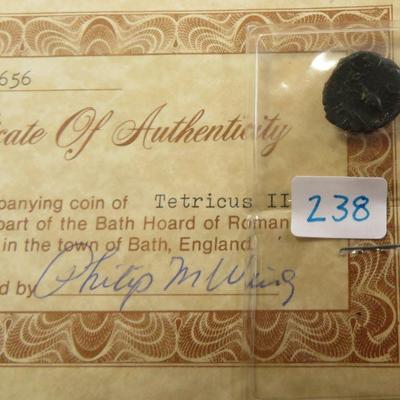 656
cate Of Authenticity
panying coin of Tetricus II
part of the Bath Hoard of Roman
in the town of Bath, England
d by Philip M
238